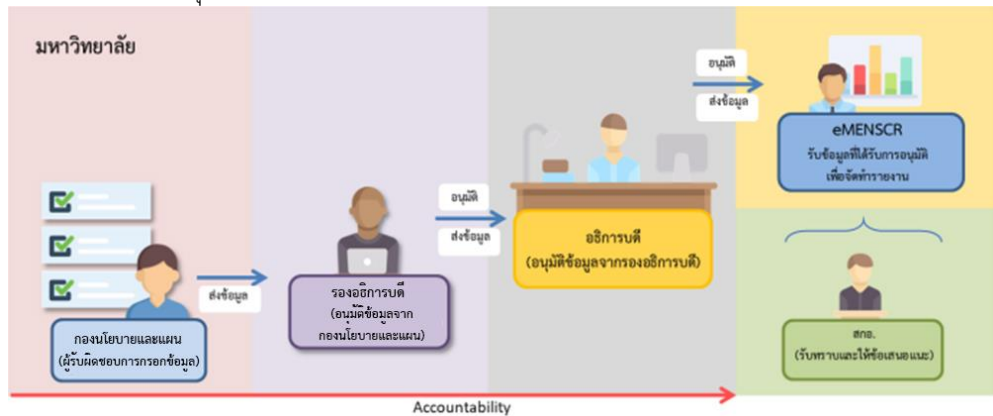 มหาวิทยาลัย
อนุมัติ
ส่งข้อมูล
eMENSCR
รับข้อมูลที่ได้รับการอนุมัติ
เพื่อจัดทำรายงาน
อนุมัติ
ส่งข้อมูล
อธิการบดี
(อนุมัติข้อมูลจากรองอธิการบดี)
ส่งข้อมูล
รองอธิการบดี
(อนุมัติข้อมูลจาก
กองนโยบายและแผน)
กองนโยบายและแผน
(ผู้รับผิดชอบการกรอกข้อมูล)
สกอ.
(รับทราบและให้ข้อเสนอแนะ)
Accountability